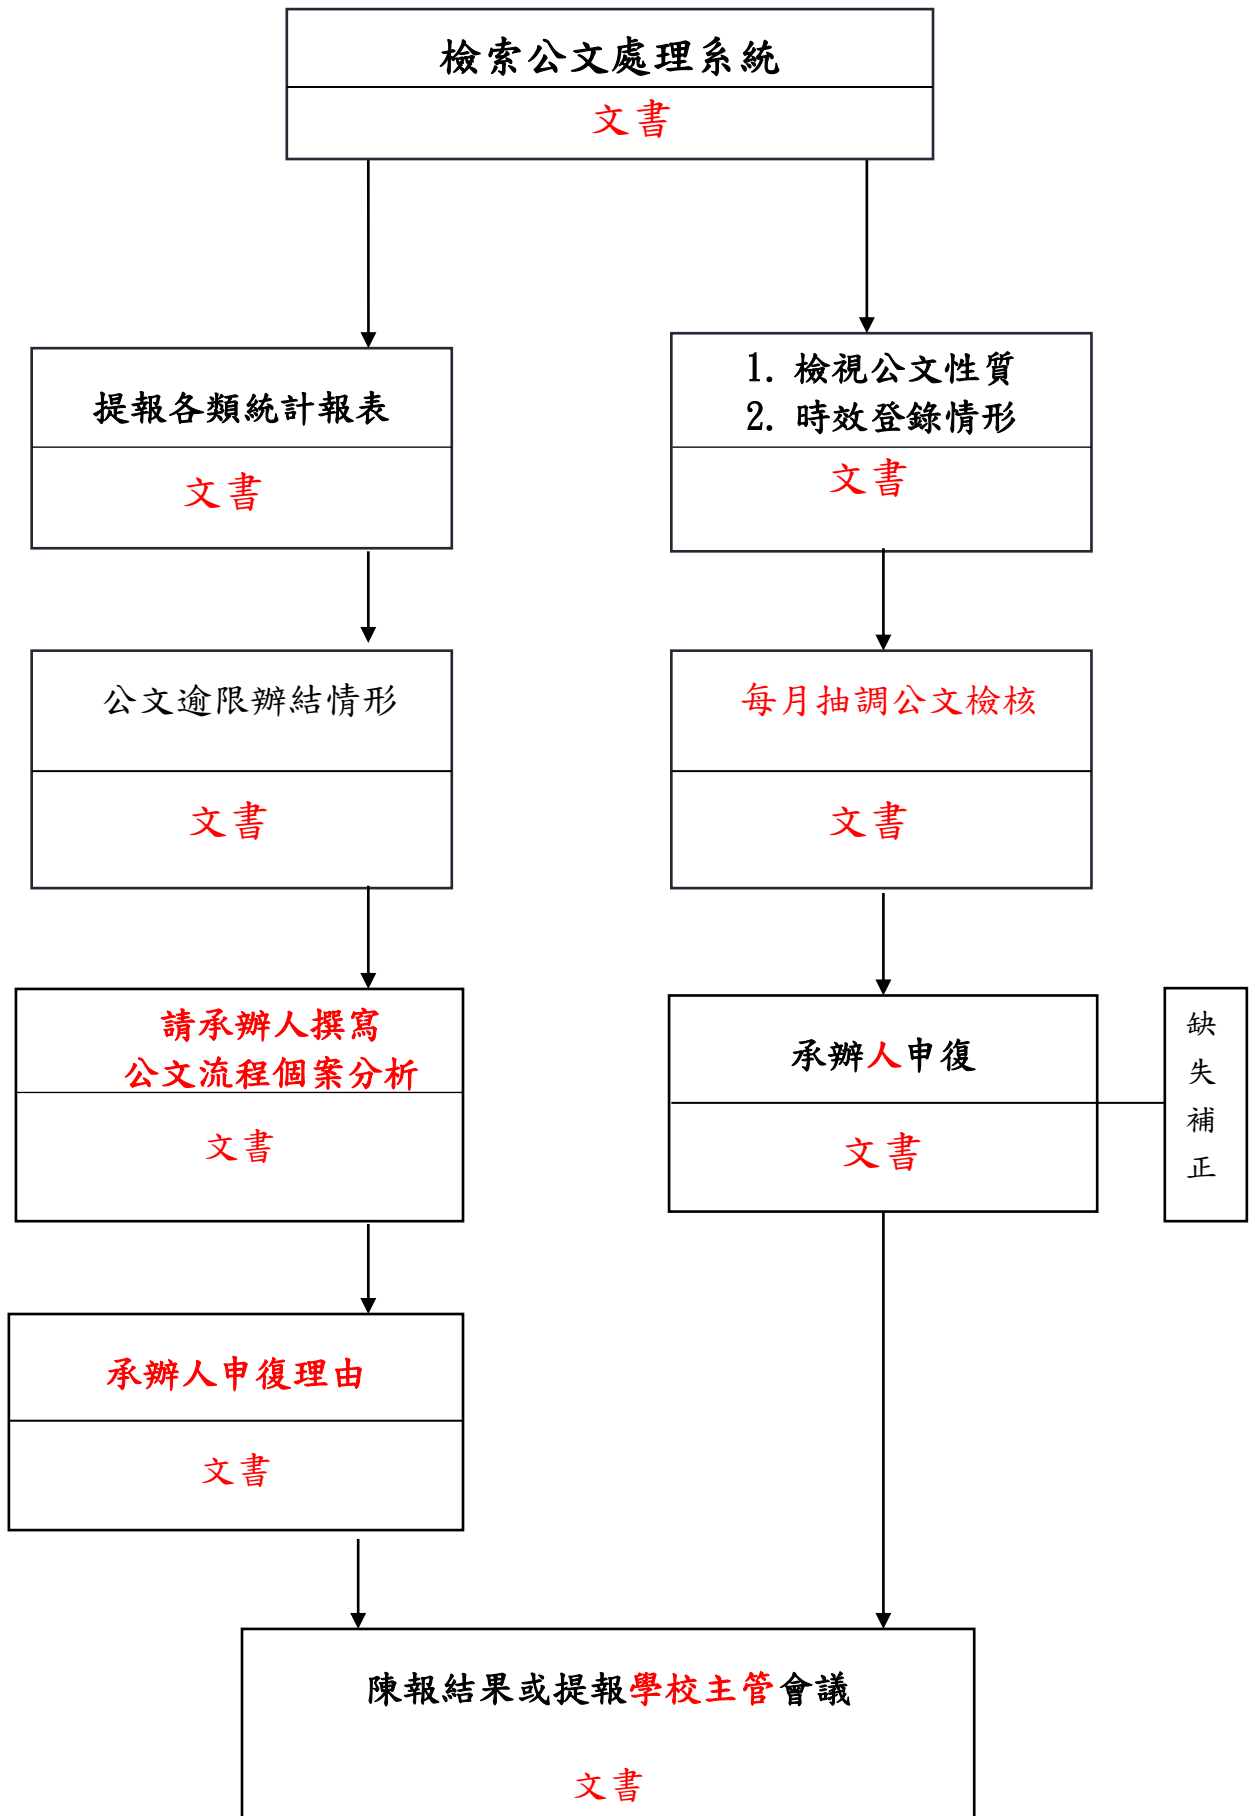 檢索公文處理系統
文書
提報各類統計報表
文書
公文逾限辦結情形
文書
請承辦人撰寫
公文流程個案分析
文書
承辦人申復理由
文書
1. 檢視公文性質
2. 時效登錄情形
文書
每月抽調公文檢核
文書
承辦人申復
文書
缺
失
補
正
陳報結果或提報學校主管會議
文書